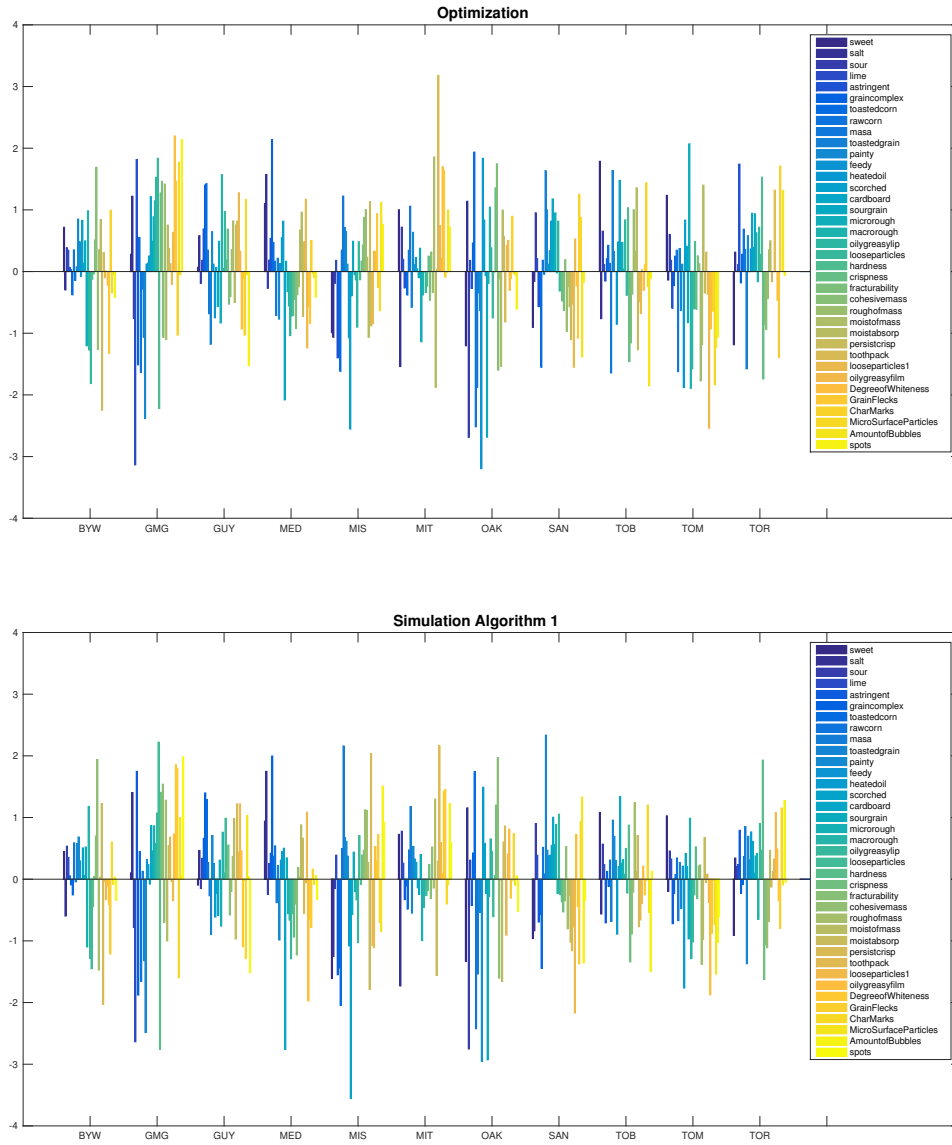 Optimization
4
3
2
1
0
-1
-2
-3
-4
BYW GMG GUY MED MIS MIT OAK SAN TOB TOM TOR
sweet
salt
sour
lime
astringent
graincomplex
toastedcorn
rawcorn
masa
toastedgrain
painty
feedy
heatedoil
scorched
cardboard
sourgrain
microrough
macrorough
oilygreasylip
looseparticles
hardness
crispness
fracturability
cohesivemass
roughofmass
moistofmass
moistabsorp
persistcrisp
toothpack
looseparticles1
oilygreasyfilm
DegreeofWhiteness
GrainFlecks
CharMarks
MicroSurfaceParticles
AmountofBubbles
spots
Simulation Algorithm 1
4
3
2
1
0
-1
-2
-3
-4
BYW GMG GUY MED MIS MIT OAK SAN TOB TOM TOR
sweet
salt
sour
lime
astringent
graincomplex
toastedcorn
rawcorn
masa
toastedgrain
painty
feedy
heatedoil
scorched
cardboard
sourgrain
microrough
macrorough
oilygreasylip
looseparticles
hardness
crispness
fracturability
cohesivemass
roughofmass
moistofmass
moistabsorp
persistcrisp
toothpack
looseparticles1
oilygreasyfilm
DegreeofWhiteness
GrainFlecks
CharMarks
MicroSurfaceParticles
AmountofBubbles
spots